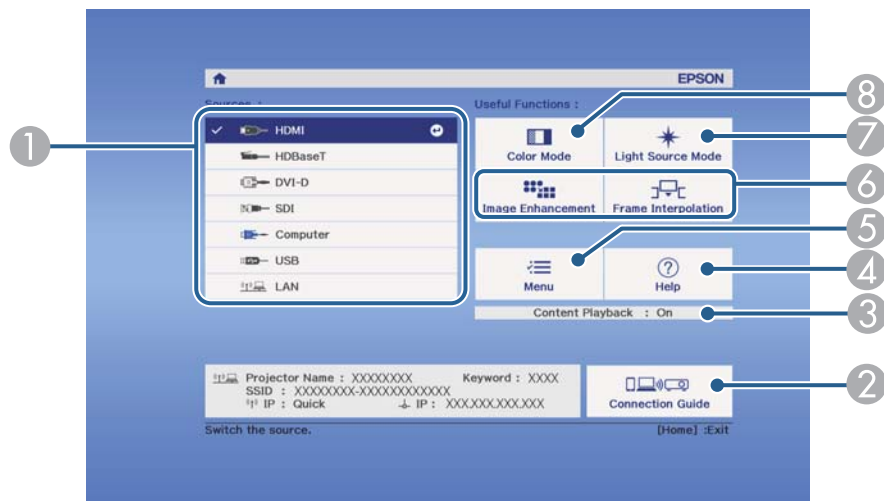 EPSON
Sources :
HDMI
HDBaseT
DVI-D
SDI
Computer
USB
LAN
Useful Functions :
Color Mode
Light Source Mode
Image Enhancement
Frame Interpolation
Menu
Help
Content Playback : On
Projector Name : XXXXXXXX Keyword : XXXX
SSID : XXXXXXXX-XXXXXXXXXXXX
IP : Quick IP : XXX.XXX.XXX.XXX
Connection Guide
Switch the source. [Home] :Exit
1
8
7
6
5
4
3
2